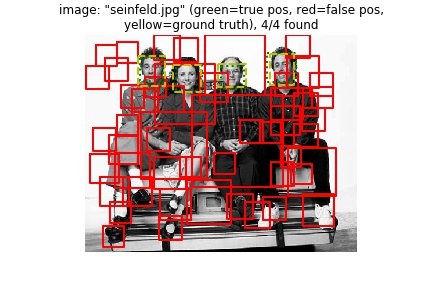 image: "seinfeld.jpg" (green=true pos, red=false pos,
yellow=ground truth), 4/4 found